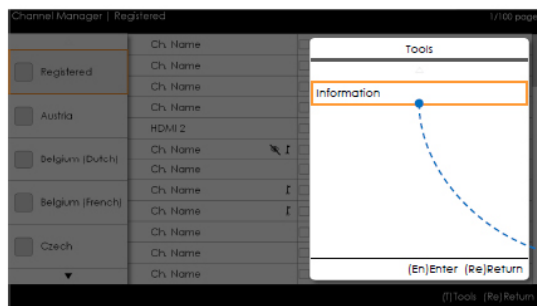 Channel Manager | Registered
1/100 page
Registered
Austria
Belgium (Dutch)
Belgium (French)
Czech
Ch. Name
Ch. Name
Ch. Name
Ch. Name
HDMI 2
Ch. Name
Ch. Name
Ch. Name
Ch. Name
Ch. Name
Ch. Name
Ch. Name
Tools
Information
(En)Enter (Re)Return
(T)Tools (Re)Return